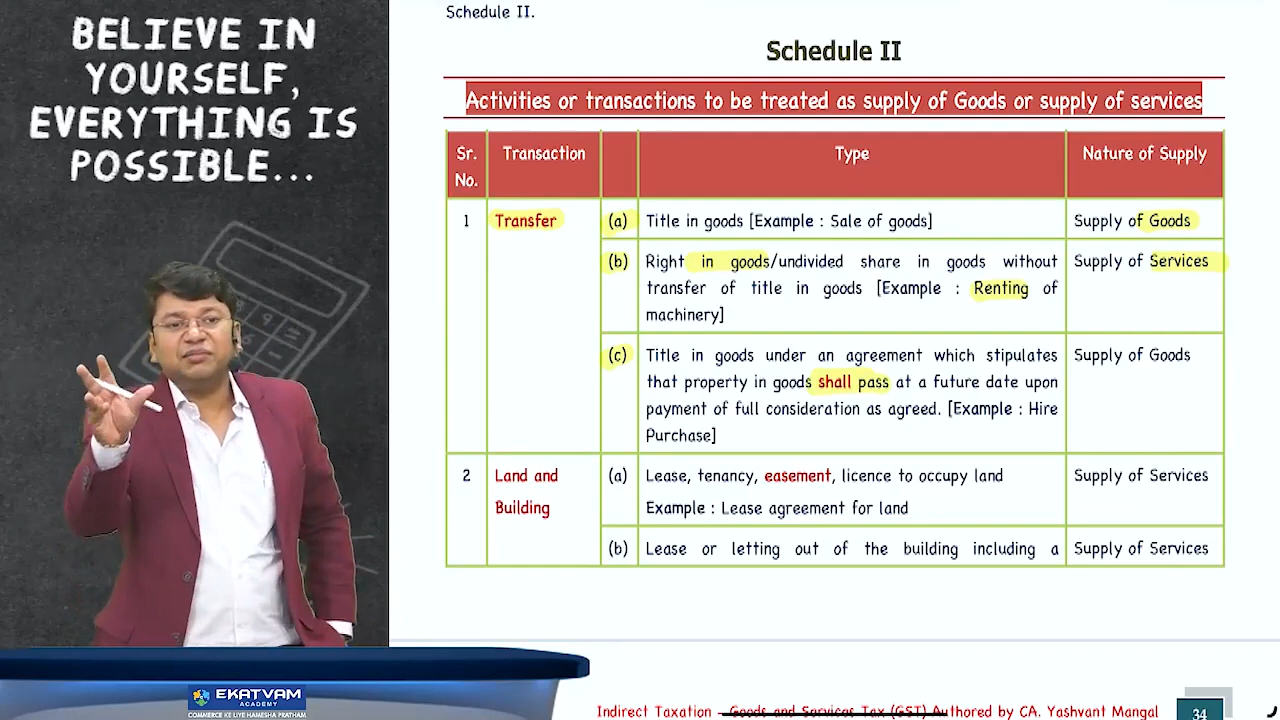 BELIEVE IN
YOURSELF,
EVERYTHING IS
POSSIBLE...
Schedule II.
Schedule II
Activities or transactions to be treated as supply of Goods or supply of services
Sr. No.
Transaction
Type
Nature of Supply
1
Transfer
(a)
Title in goods [Example : Sale of goods]
Supply of Goods
(b)
Right in goods/undivided share in goods without
transfer of title in goods [Example : Renting of
machinery]
Supply of Services
(c)
Title in goods under an agreement which stipulates
that property in goods shall pass at a future date upon
payment of full consideration as agreed. [Example : Hire
Purchase]
Supply of Goods
2
Land and
Building
(a)
Lease, tenancy, easement, licence to occupy land
Example : Lease agreement for land
Supply of Services
(b)
Lease or letting out of the building including a
Supply of Services
EKATVAM
ACADEMY
COMMERCE KE LIYE HAMESHA PRATHAM
Indirect Taxation – Goods and Services Tax (GST) Authored by CA. Yashvant Mangal
34